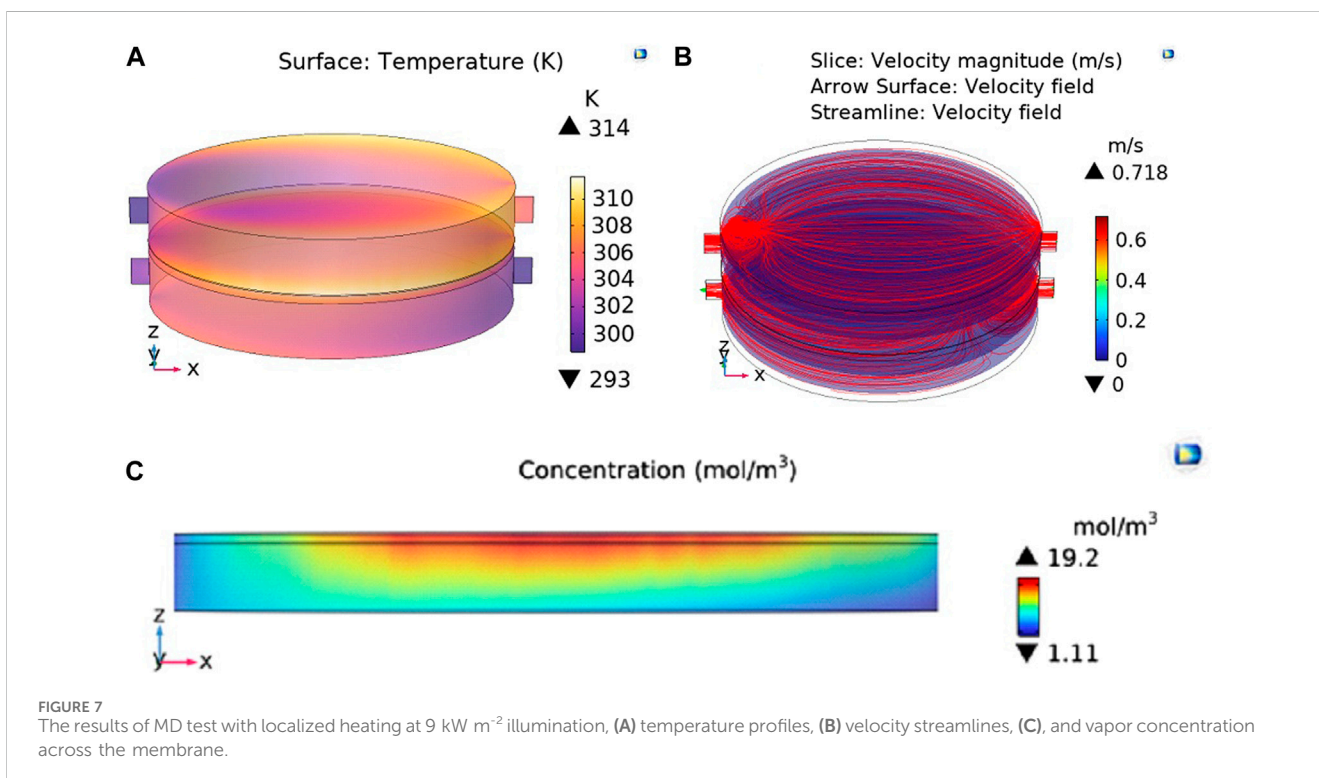 A
Surface: Temperature (K)
K
▲ 314
310
308
306
304
302
300
▼ 293
z
y
x
B
Slice: Velocity magnitude (m/s)
Arrow Surface: Velocity field
Streamline: Velocity field
m/s
▲ 0.718
0.6
0.4
0.2
0
▼ 0
z
y
x
C
Concentration (mol/m³)
mol/m³
▲ 19.2
▼ 1.11
z
y
x
FIGURE 7
The results of MD test with localized heating at 9 kW m⁻² illumination, (A) temperature profiles, (B) velocity streamlines, (C), and vapor concentration
across the membrane.